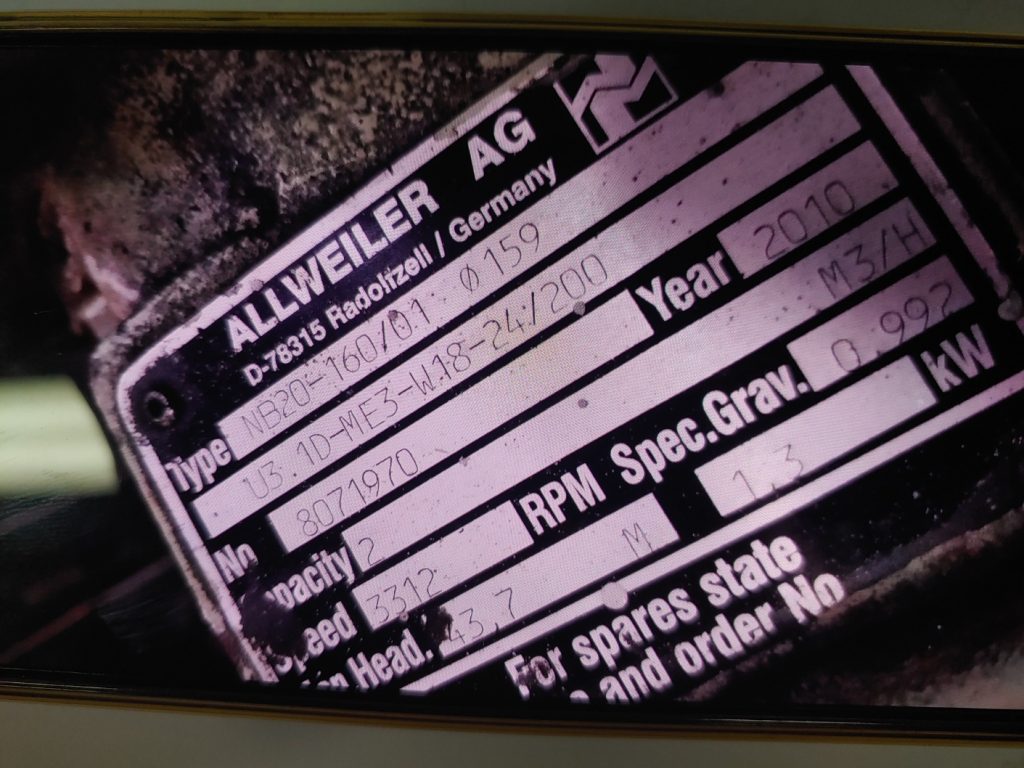 ALLWEILER AG
D-78315 Radolfzell / Germany
Type NB20-160/01 Ø159
U3.1D-ME3-W18-24/200
No 8071970 Year 2010
pacity 2 M3/H
eed 3312 RPM Spec.Grav. 0.992
Head. 43,7 M 1,3 kW
For spares state
and order No